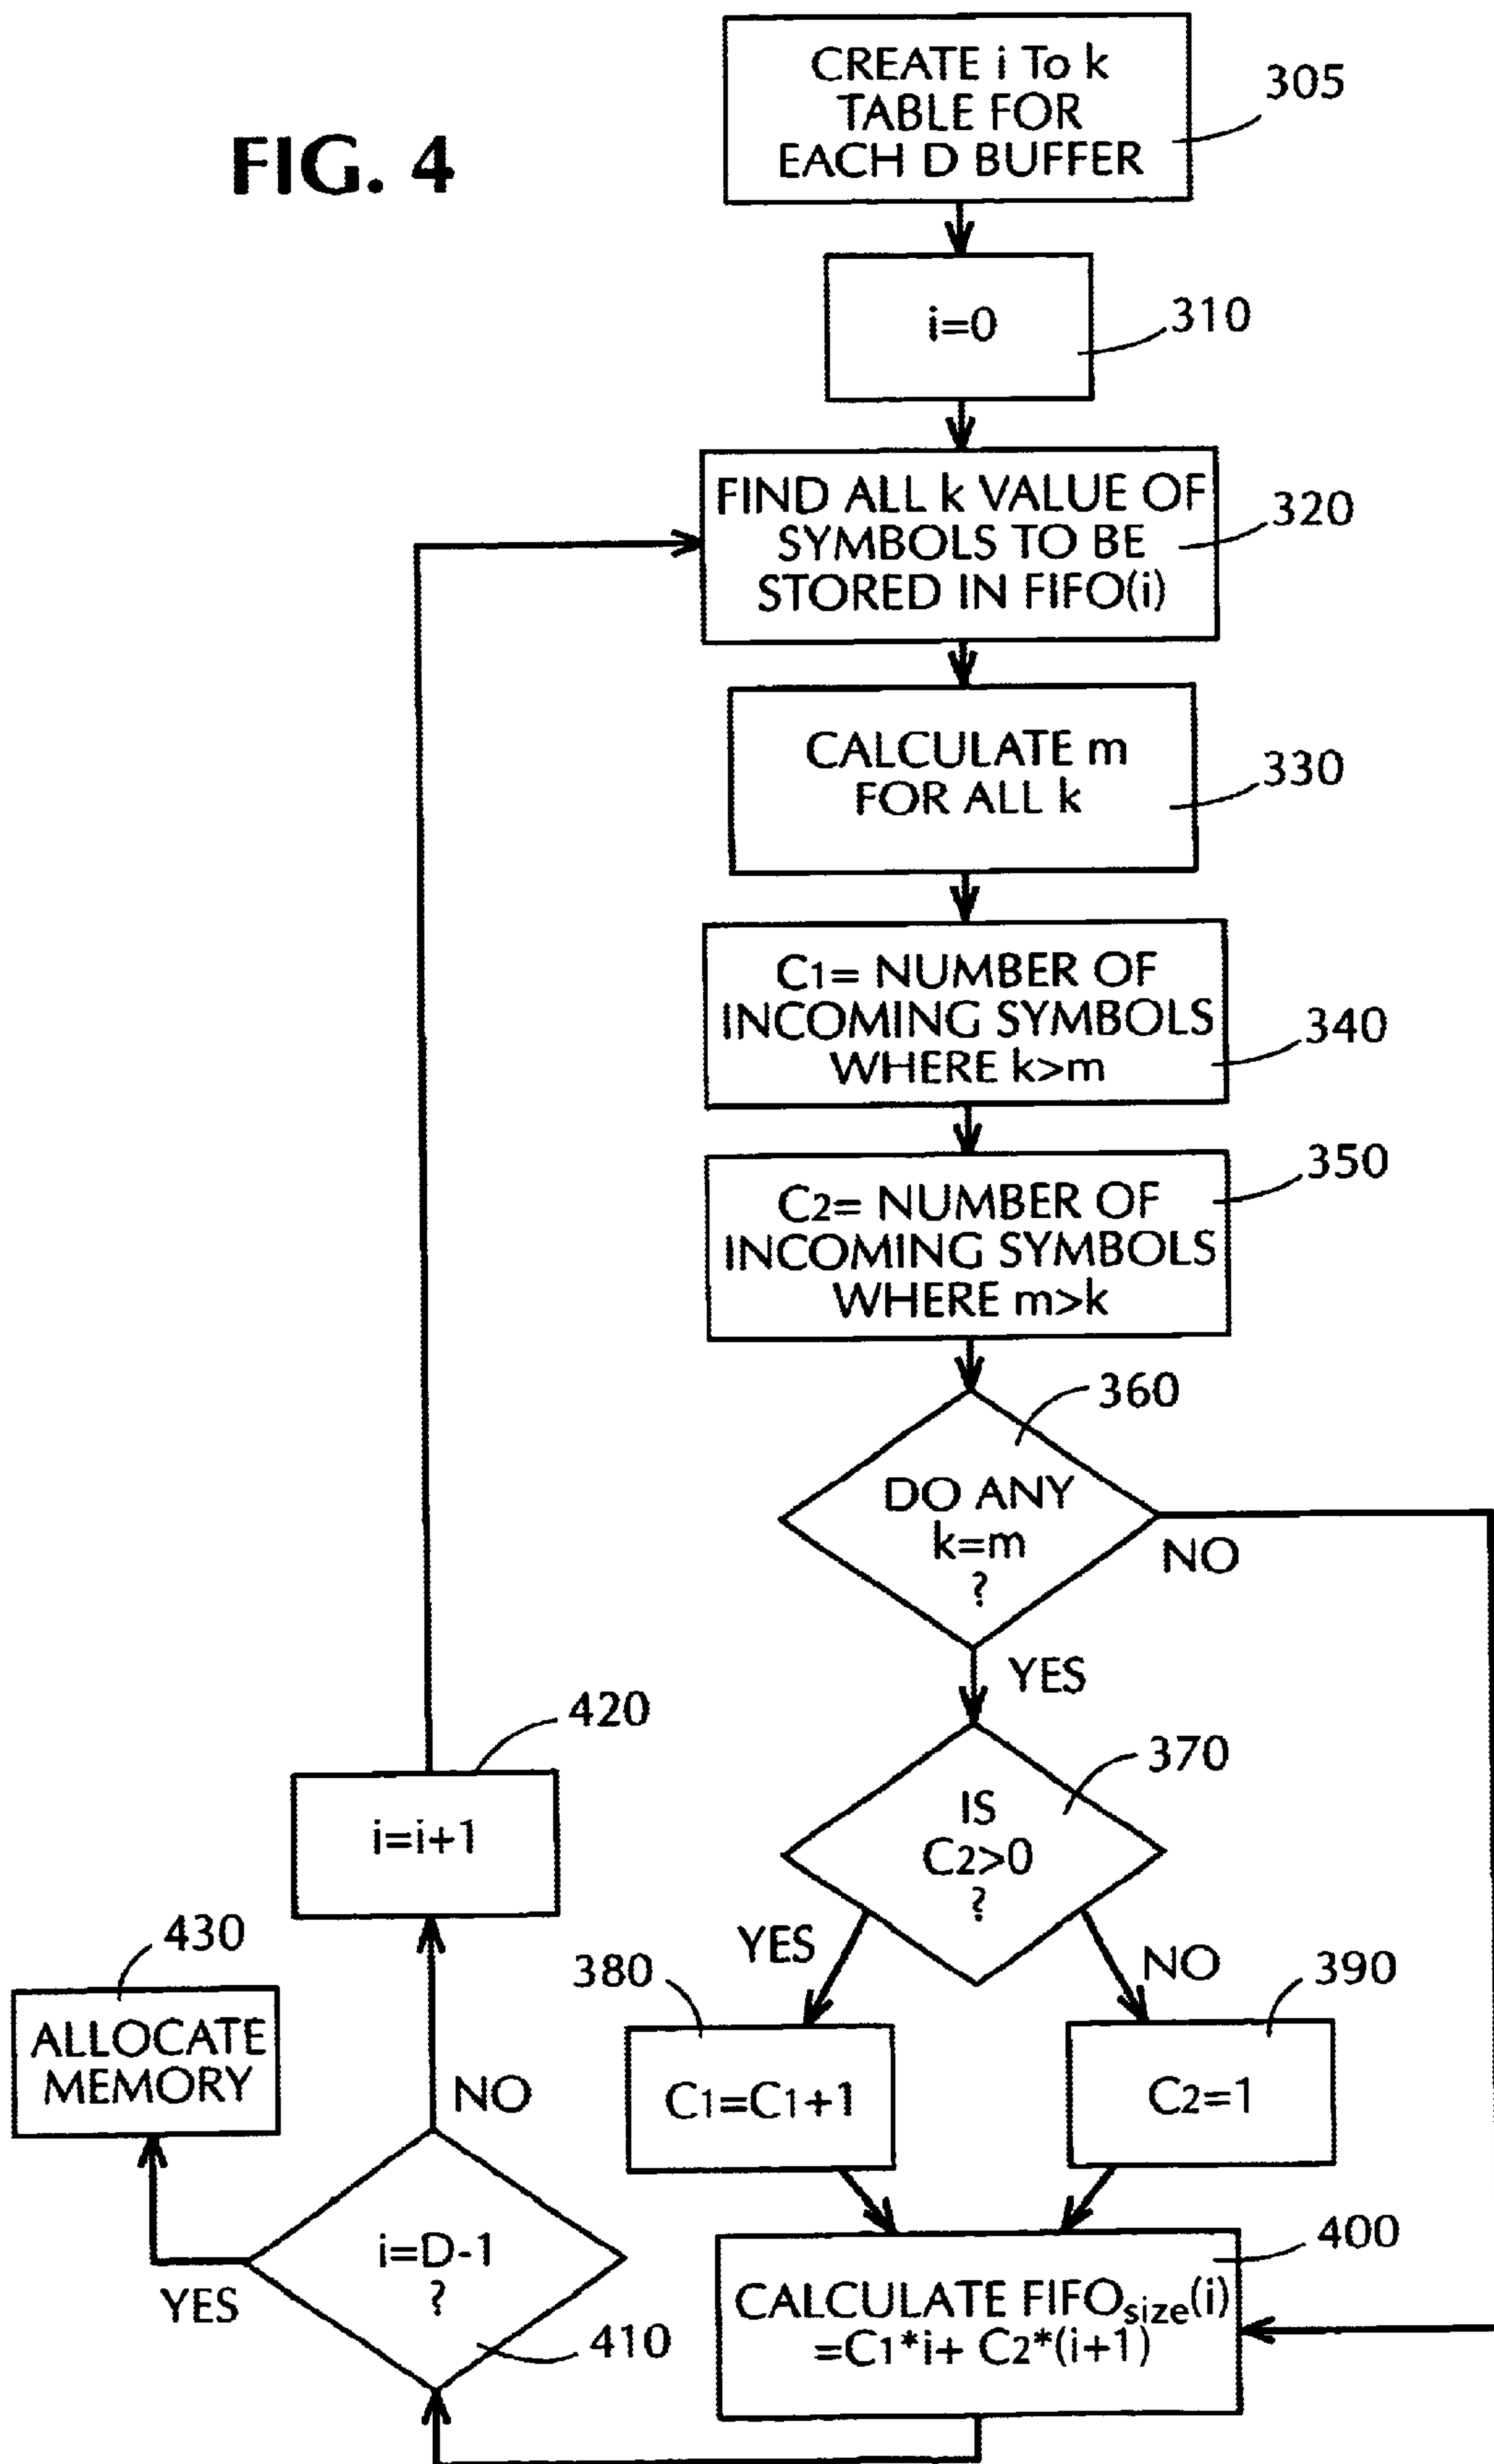 FIG. 4
CREATE i To k
TABLE FOR
EACH D BUFFER
305
i=0
310
FIND ALL k VALUE OF
SYMBOLS TO BE
STORED IN FIFO(i)
320
CALCULATE m
FOR ALL k
330
C1= NUMBER OF
INCOMING SYMBOLS
WHERE k>m
340
C2= NUMBER OF
INCOMING SYMBOLS
WHERE m>k
350
360
DO ANY
k=m
?
NO
YES
370
IS
C2>0
?
YES
NO
380
C1=C1+1
390
C2=1
400
CALCULATE FIFOsize(i)
=C1*i+ C2*(i+1)
410
i=D-1
?
NO
YES
420
i=i+1
430
ALLOCATE
MEMORY